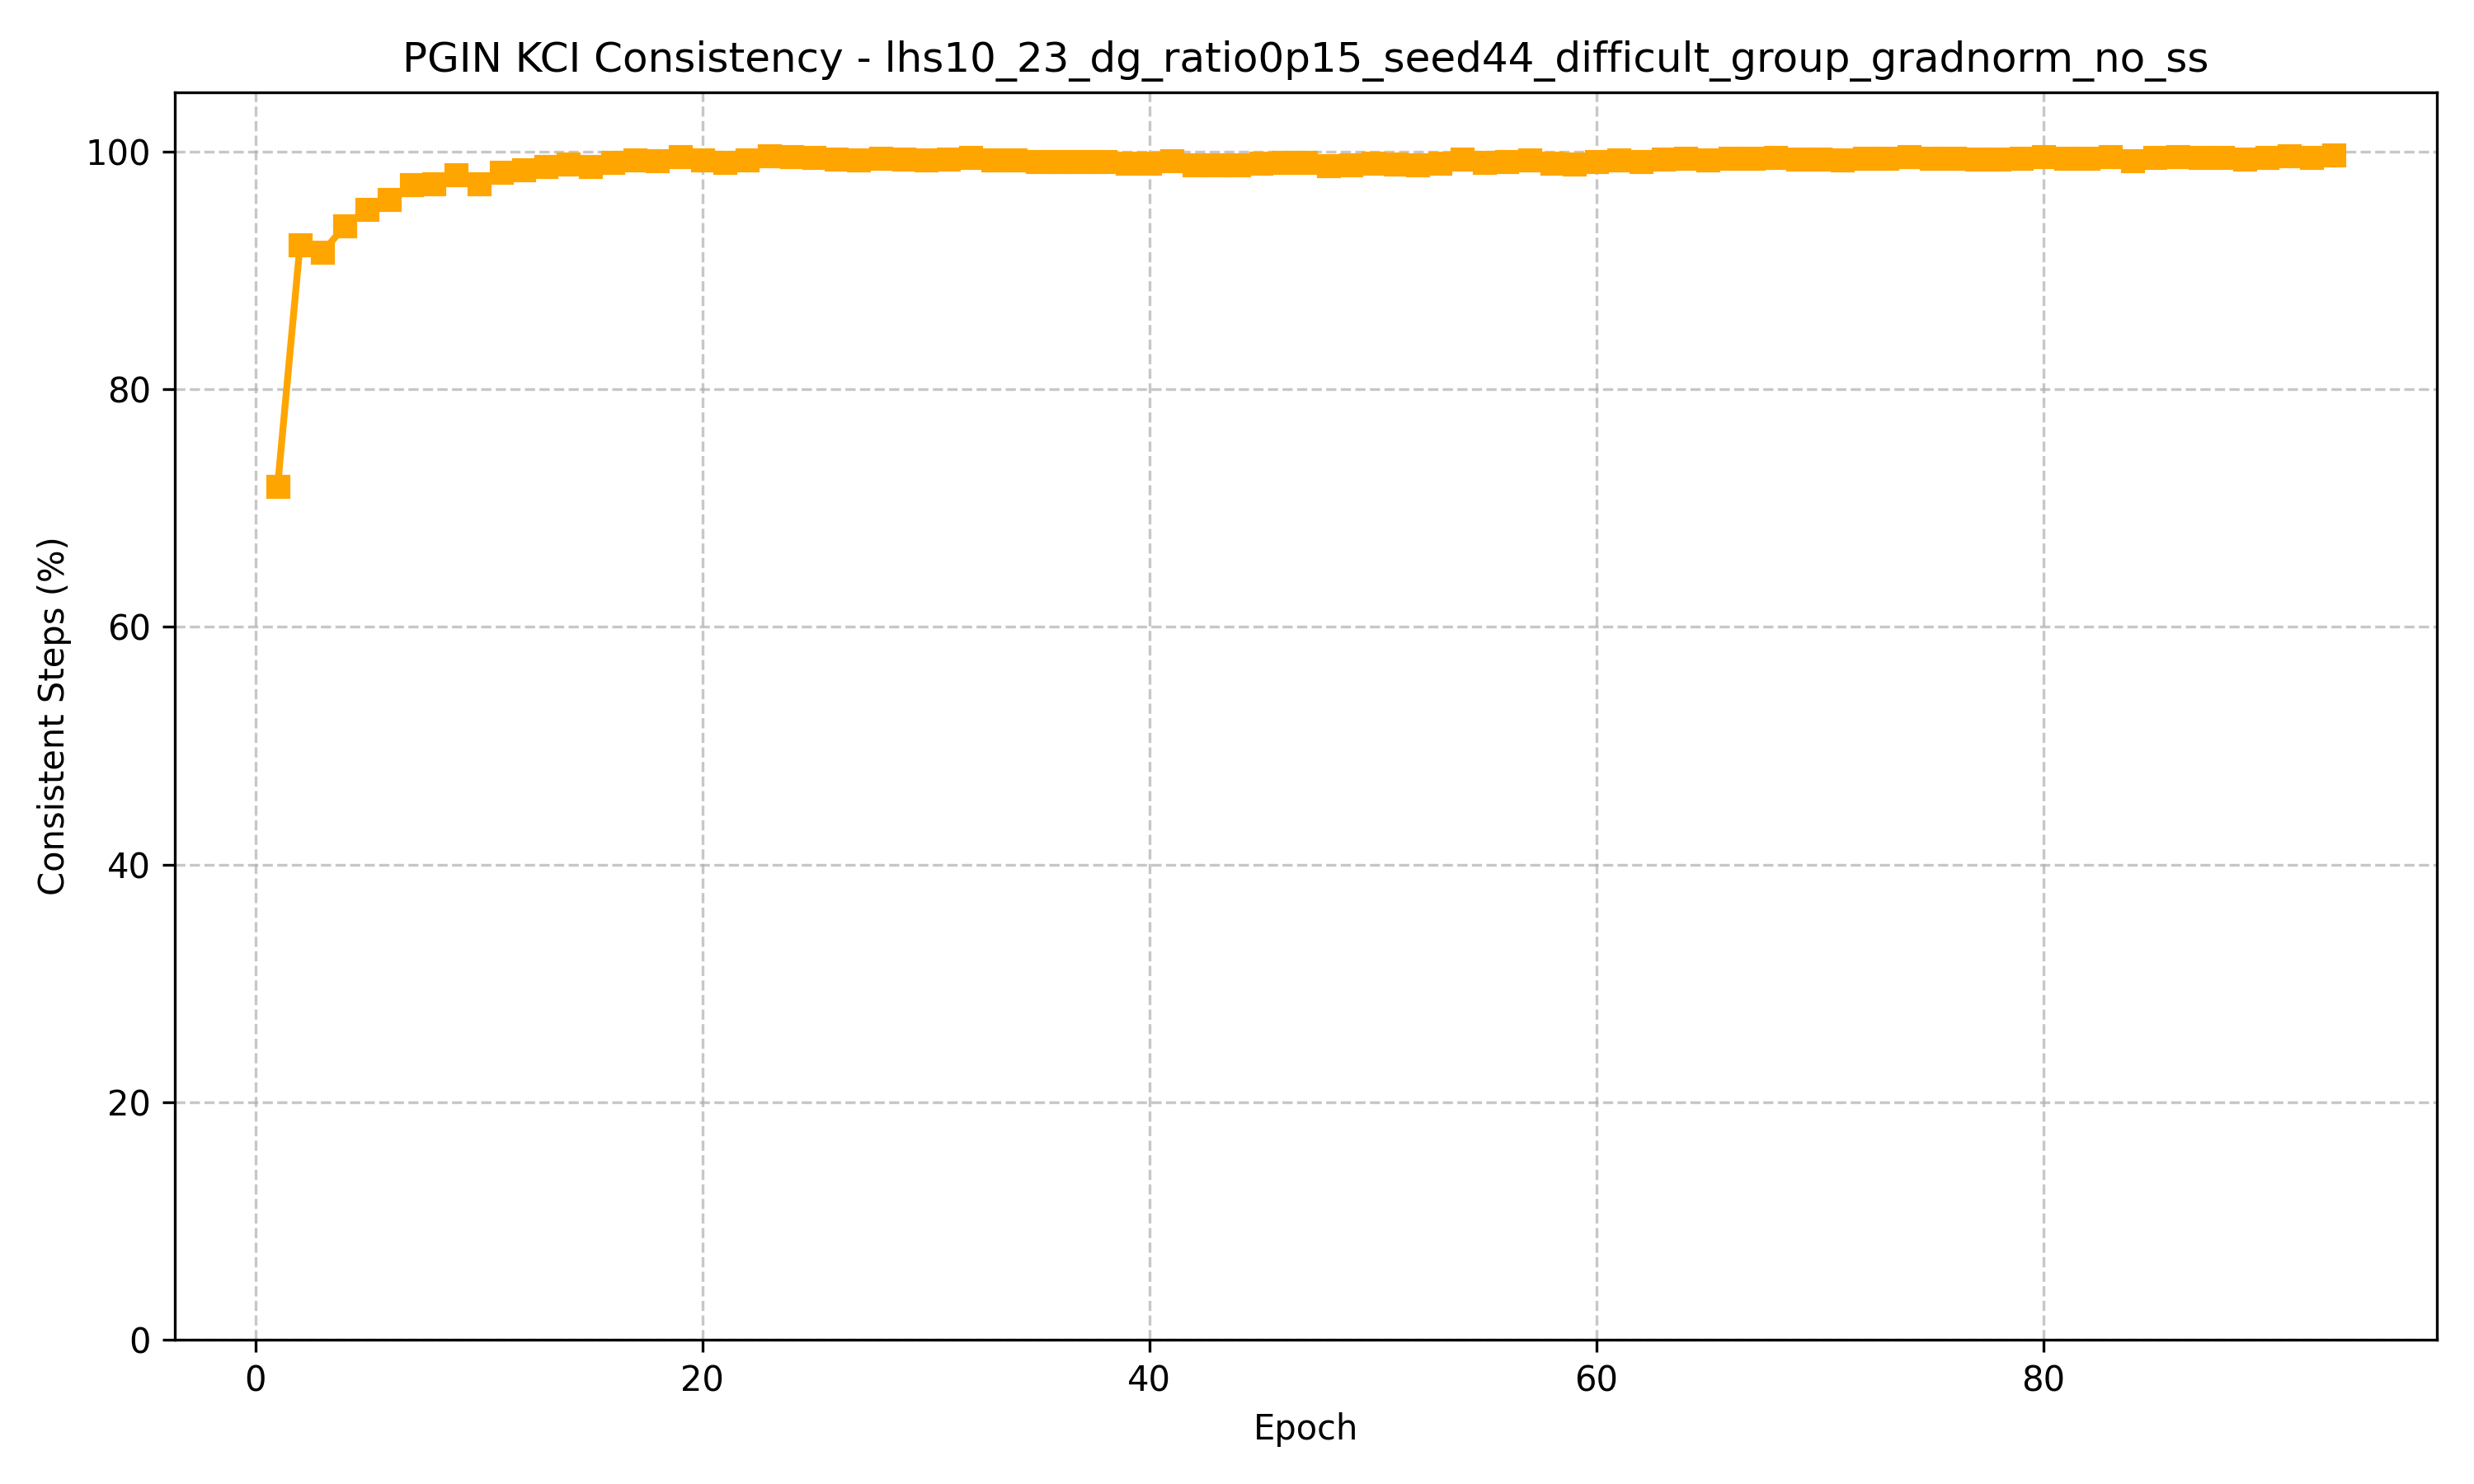 PGIN KCI Consistency - lhs10_23_dg_ratio0p15_seed44_difficult_group_gradnorm_no_ss
100
80
60
40
20
0
Consistent Steps (%)
0 20 40 60 80
Epoch